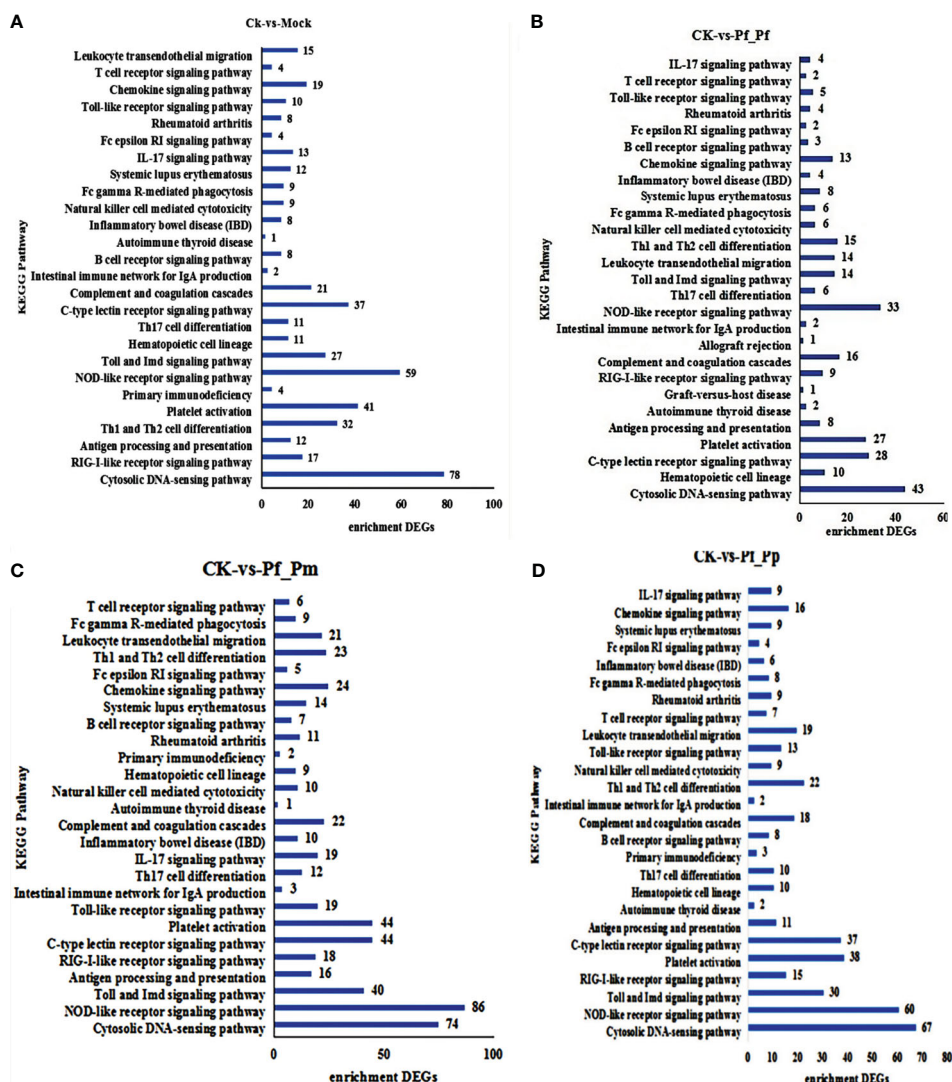 A
Ck-vs-Mock
KEGG Pathway
Leukocyte transendothelial migration 15
T cell receptor signaling pathway 4
Chemokine signaling pathway 19
Toll-like receptor signaling pathway 10
Rheumatoid arthritis 8
Fc epsilon RI signaling pathway 4
IL-17 signaling pathway 13
Systemic lupus erythematosus 12
Fc gamma R-mediated phagocytosis 9
Natural killer cell mediated cytotoxicity 9
Inflammatory bowel disease (IBD) 8
Autoimmune thyroid disease 1
B cell receptor signaling pathway 8
Intestinal immune network for IgA production 2
Complement and coagulation cascades 21
C-type lectin receptor signaling pathway 37
Th17 cell differentiation 11
Hematopoietic cell lineage 11
Toll and Imd signaling pathway 27
NOD-like receptor signaling pathway 59
Primary immunodeficiency 4
Platelet activation 41
Th1 and Th2 cell differentiation 32
Antigen processing and presentation 12
RIG-I-like receptor signaling pathway 17
Cytosolic DNA-sensing pathway 78
0 20 40 60 80 100
enrichment DEGs
B
CK-vs-Pf_Pf
KEGG Pathway
IL-17 signaling pathway 4
T cell receptor signaling pathway 2
Toll-like receptor signaling pathway 5
Rheumatoid arthritis 4
Fc epsilon RI signaling pathway 2
B cell receptor signaling pathway 3
Chemokine signaling pathway 13
Inflammatory bowel disease (IBD) 4
Systemic lupus erythematosus 8
Fc gamma R-mediated phagocytosis 6
Natural killer cell mediated cytotoxicity 6
Th1 and Th2 cell differentiation 15
Leukocyte transendothelial migration 14
Toll and Imd signaling pathway 14
Th17 cell differentiation 6
NOD-like receptor signaling pathway 33
Intestinal immune network for IgA production 2
Allograft rejection 1
Complement and coagulation cascades 16
RIG-I-like receptor signaling pathway 9
Graft-versus-host disease 1
Autoimmune thyroid disease 2
Antigen processing and presentation 8
Platelet activation 27
C-type lectin receptor signaling pathway 28
Hematopoietic cell lineage 10
Cytosolic DNA-sensing pathway 43
0 20 40 60
enrichment DEGs
C
CK-vs-Pf_Pm
KEGG Pathway
T cell receptor signaling pathway 6
Fc gamma R-mediated phagocytosis 9
Leukocyte transendothelial migration 21
Th1 and Th2 cell differentiation 23
Fc epsilon RI signaling pathway 5
Chemokine signaling pathway 24
Systemic lupus erythematosus 14
B cell receptor signaling pathway 7
Rheumatoid arthritis 11
Primary immunodeficiency 2
Hematopoietic cell lineage 9
Natural killer cell mediated cytotoxicity 10
Autoimmune thyroid disease 1
Complement and coagulation cascades 22
Inflammatory bowel disease (IBD) 10
IL-17 signaling pathway 19
Th17 cell differentiation 12
Intestinal immune network for IgA production 3
Toll-like receptor signaling pathway 19
Platelet activation 44
C-type lectin receptor signaling pathway 44
RIG-I-like receptor signaling pathway 18
Antigen processing and presentation 16
Toll and Imd signaling pathway 40
NOD-like receptor signaling pathway 86
Cytosolic DNA-sensing pathway 74
0 50 100
enrichment DEGs
D
CK-vs-Pf_Pp
KEGG Pathway
IL-17 signaling pathway 9
Chemokine signaling pathway 16
Systemic lupus erythematosus 9
Fc epsilon RI signaling pathway 4
Inflammatory bowel disease (IBD) 6
Fc gamma R-mediated phagocytosis 8
Rheumatoid arthritis 9
T cell receptor signaling pathway 7
Leukocyte transendothelial migration 19
Toll-like receptor signaling pathway 13
Natural killer cell mediated cytotoxicity 9
Th1 and Th2 cell differentiation 22
Intestinal immune network for IgA production 2
Complement and coagulation cascades 18
B cell receptor signaling pathway 8
Primary immunodeficiency 3
Th17 cell differentiation 10
Hematopoietic cell lineage 10
Autoimmune thyroid disease 2
Antigen processing and presentation 11
C-type lectin receptor signaling pathway 37
Platelet activation 38
RIG-I-like receptor signaling pathway 15
Toll and Imd signaling pathway 30
NOD-like receptor signaling pathway 60
Cytosolic DNA-sensing pathway 67
0 10 20 30 40 50 60 70 80
enrichment DEGs